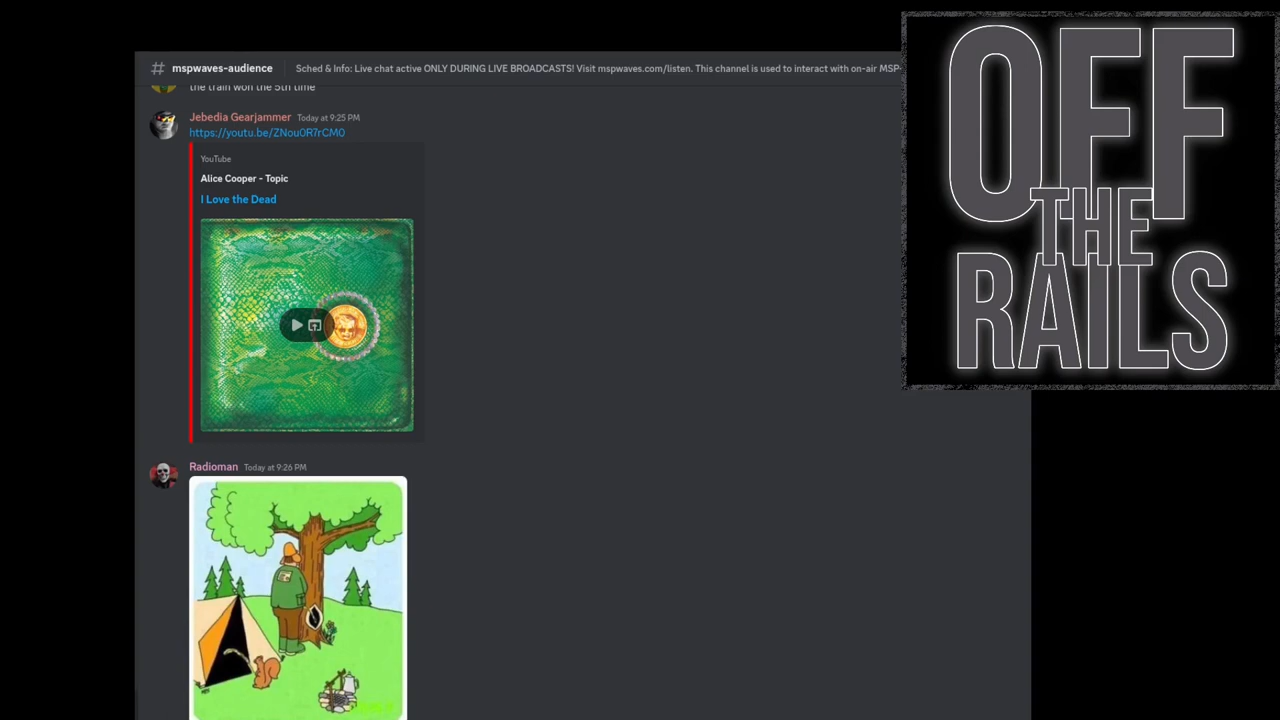 # mspwaves-audience
Sched & Info: Live chat active ONLY DURING LIVE BROADCASTS! Visit mspwaves.com/listen. This channel is used to interact with on-air MSP
the train won the 5th time
Jebedia Gearjammer Today at 9:25 PM
https://youtu.be/ZNou0R7rCM0
YouTube
Alice Cooper - Topic
I Love the Dead
Radioman Today at 9:26 PM
OFF
THE
RAILS